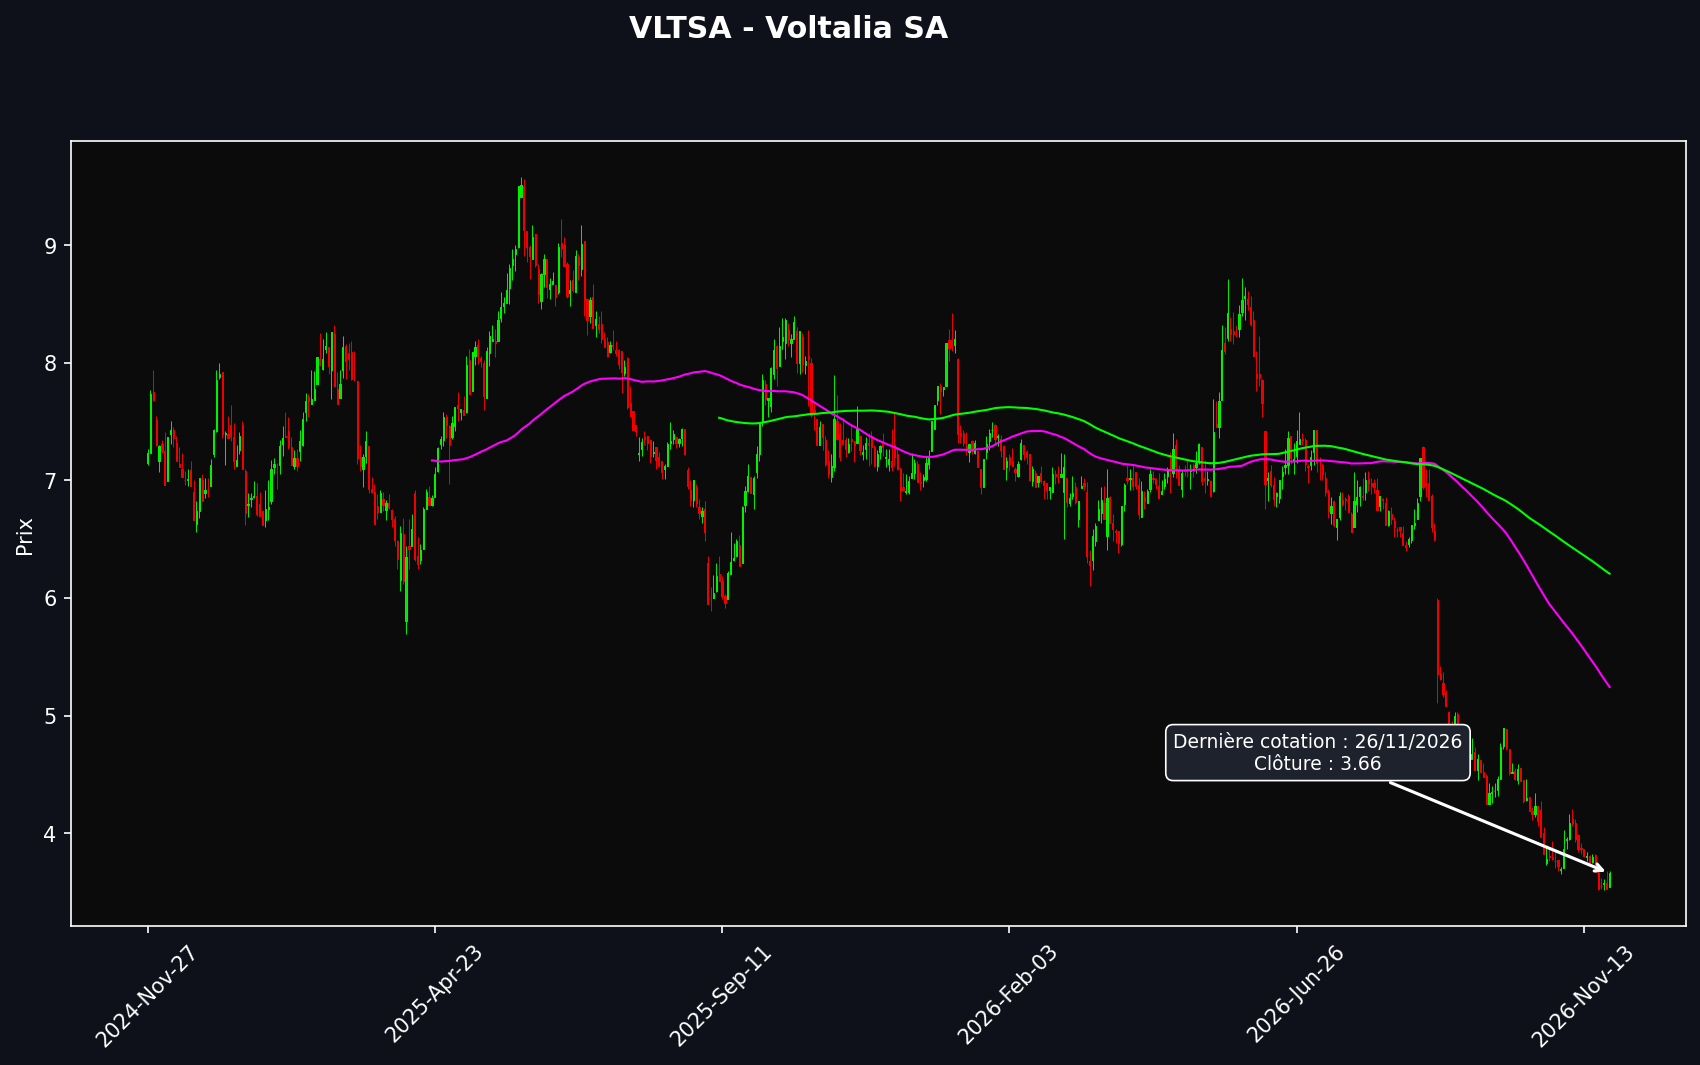 VLTSA - Voltalia SA
Prix
9
8
7
6
5
4
Dernière cotation : 26/11/2026
Clôture : 3.66
2024-Nov-27
2025-Apr-23
2025-Sep-11
2026-Feb-03
2026-Jun-26
2026-Nov-13